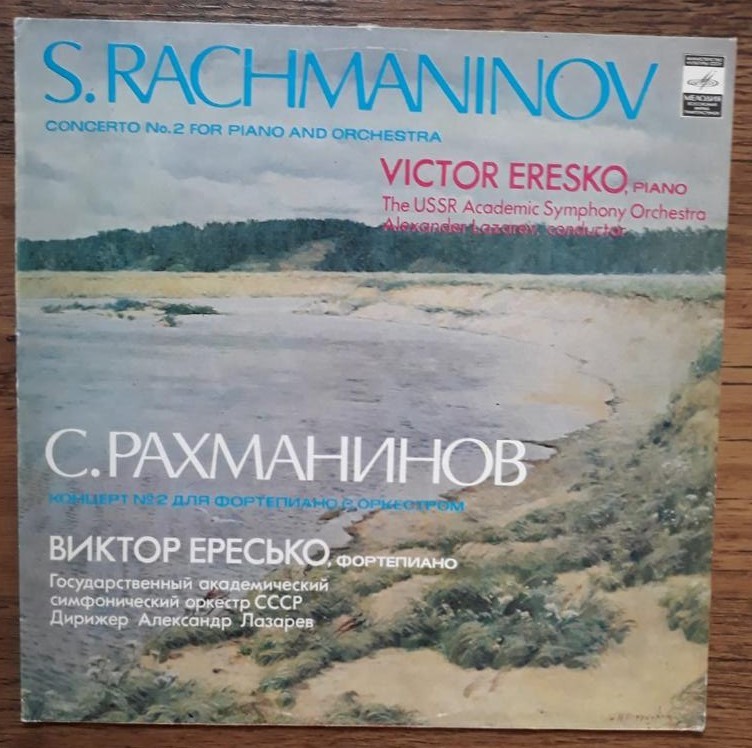 S. RACHMANINOV
CONCERTO No. 2 FOR PIANO AND ORCHESTRA
МЕЛОДИЯ
VICTOR ERESKO, PIANO
The USSR Academic Symphony Orchestra
Alexander Lazarev, conductor
С. РАХМАНИНОВ
КОНЦЕРТ №2 ДЛЯ ФОРТЕПИАНО С ОРКЕСТРОМ
ВИКТОР ЕРЕСЬКО, ФОРТЕПИАНО
Государственный академический
симфонический оркестр СССР
Дирижер Александр Лазарев